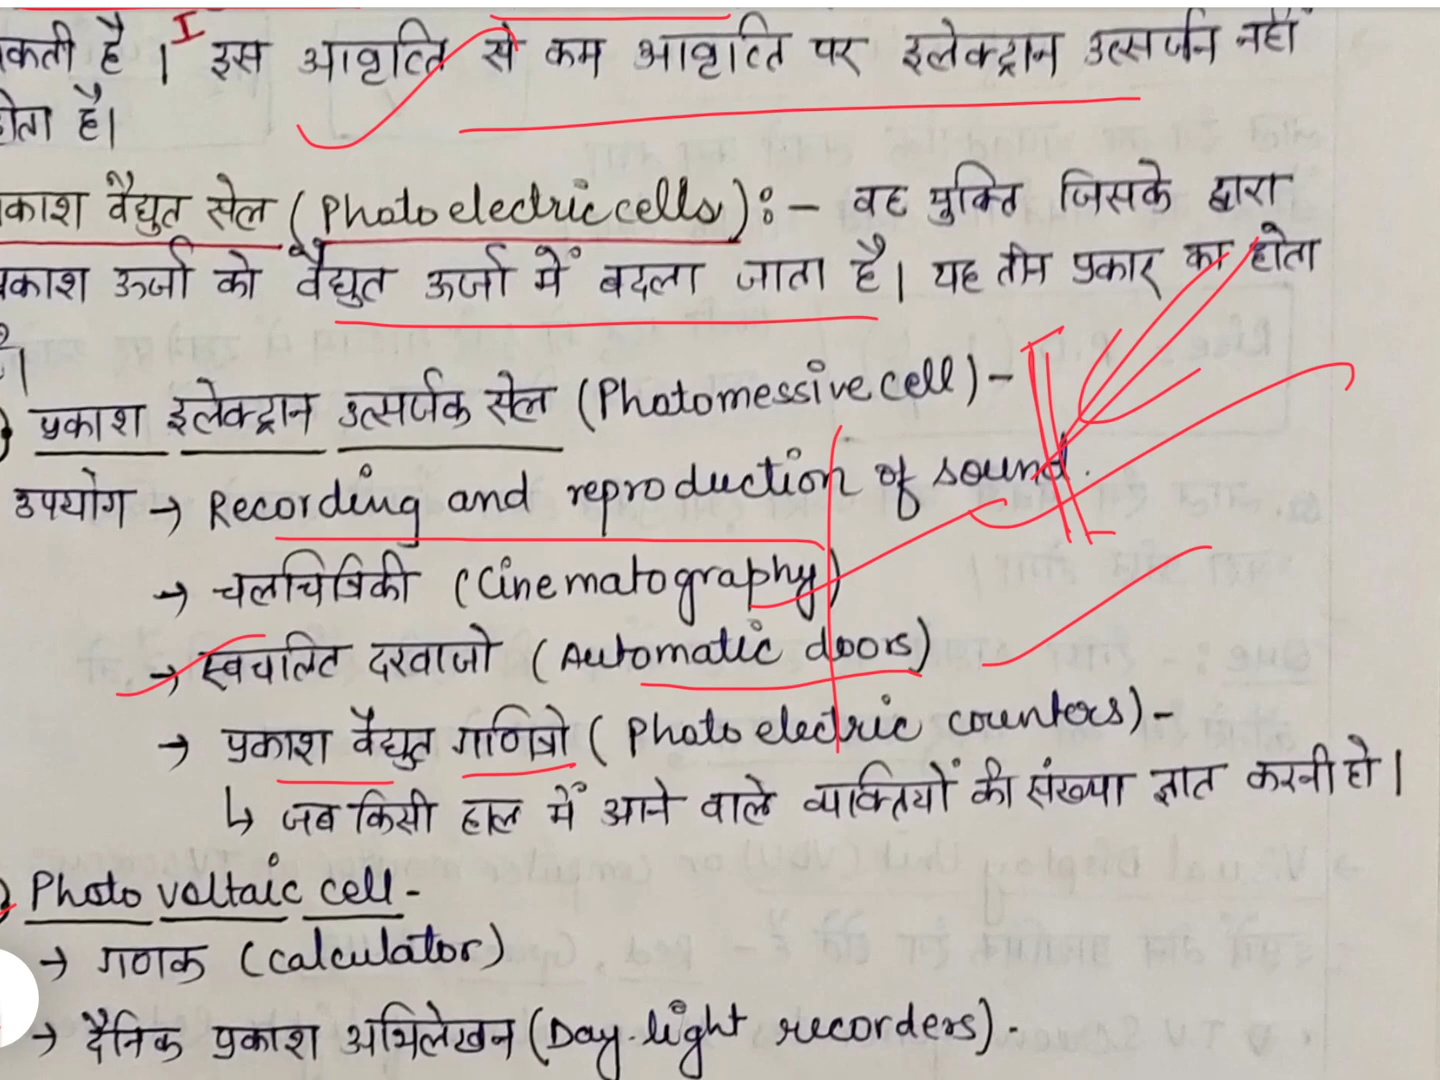 कती है । इस आवृत्ति से कम आवृत्ति पर इलेक्ट्रान उत्सर्जन नहीं
होता है।
प्रकाश वैद्युत सेल (Photo electric cells):- वह युक्ति जिसके द्वारा
प्रकाश ऊर्जा को वैद्युत ऊर्जा में बदला जाता है। यह तीन प्रकार का होता
है।
प्रकाश इलेक्ट्रान उत्सर्जक सेल (Photomessive cell) -
उपयोग → Recording and reproduction of sound.
→ चलचित्रिकी (Cinematography)
→ स्वचालित दरवाजो (Automatic doors)
→ प्रकाश वैद्युत गणित्रो (Photo electric counters) -
↳ जब किसी हाल में आने वाले व्यक्तियों की संख्या ज्ञात करनी हो।
Photo voltaic cell -
→ गणक (Calculator)
→ दैनिक प्रकाश अभिलेखन (Day-light recorders) -